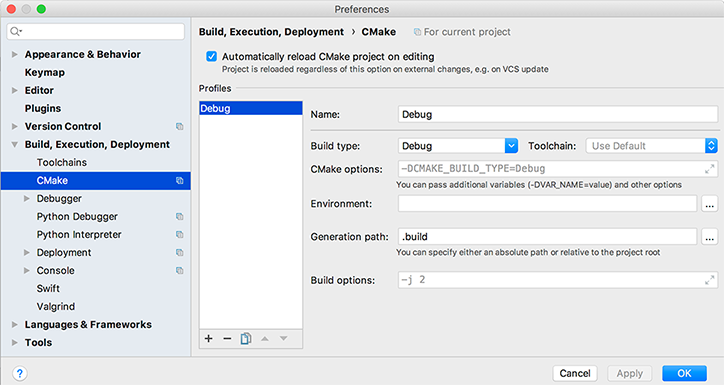 Preferences
Build, Execution, Deployment › CMake For current project
Appearance & Behavior
Keymap
Editor
Plugins
Version Control
Build, Execution, Deployment
Toolchains
CMake
Debugger
Python Debugger
Python Interpreter
Deployment
Console
Swift
Valgrind
Languages & Frameworks
Tools
Automatically reload CMake project on editing
Project is reloaded regardless of this option on external changes, e.g. on VCS update
Profiles
Debug
Name: Debug
Build type: Debug Toolchain: Use Default
CMake options: -DCMAKE_BUILD_TYPE=Debug
You can pass additional variables (-DVAR_NAME=value) and other options
Environment: ...
Generation path: .build ...
You can specify either an absolute path or relative to the project root
Build options: -j 2
+ −
? Cancel Apply OK